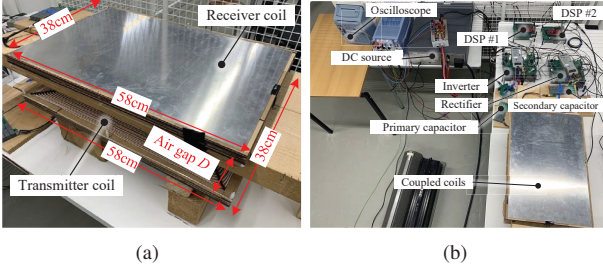 Receiver coil
38cm
58cm
Air gap D
38cm
58cm
Transmitter coil
(a)
Oscilloscope
DSP #2
DSP #1
DC source
Inverter
Rectifier
Secondary capacitor
Primary capacitor
Coupled coils
(b)